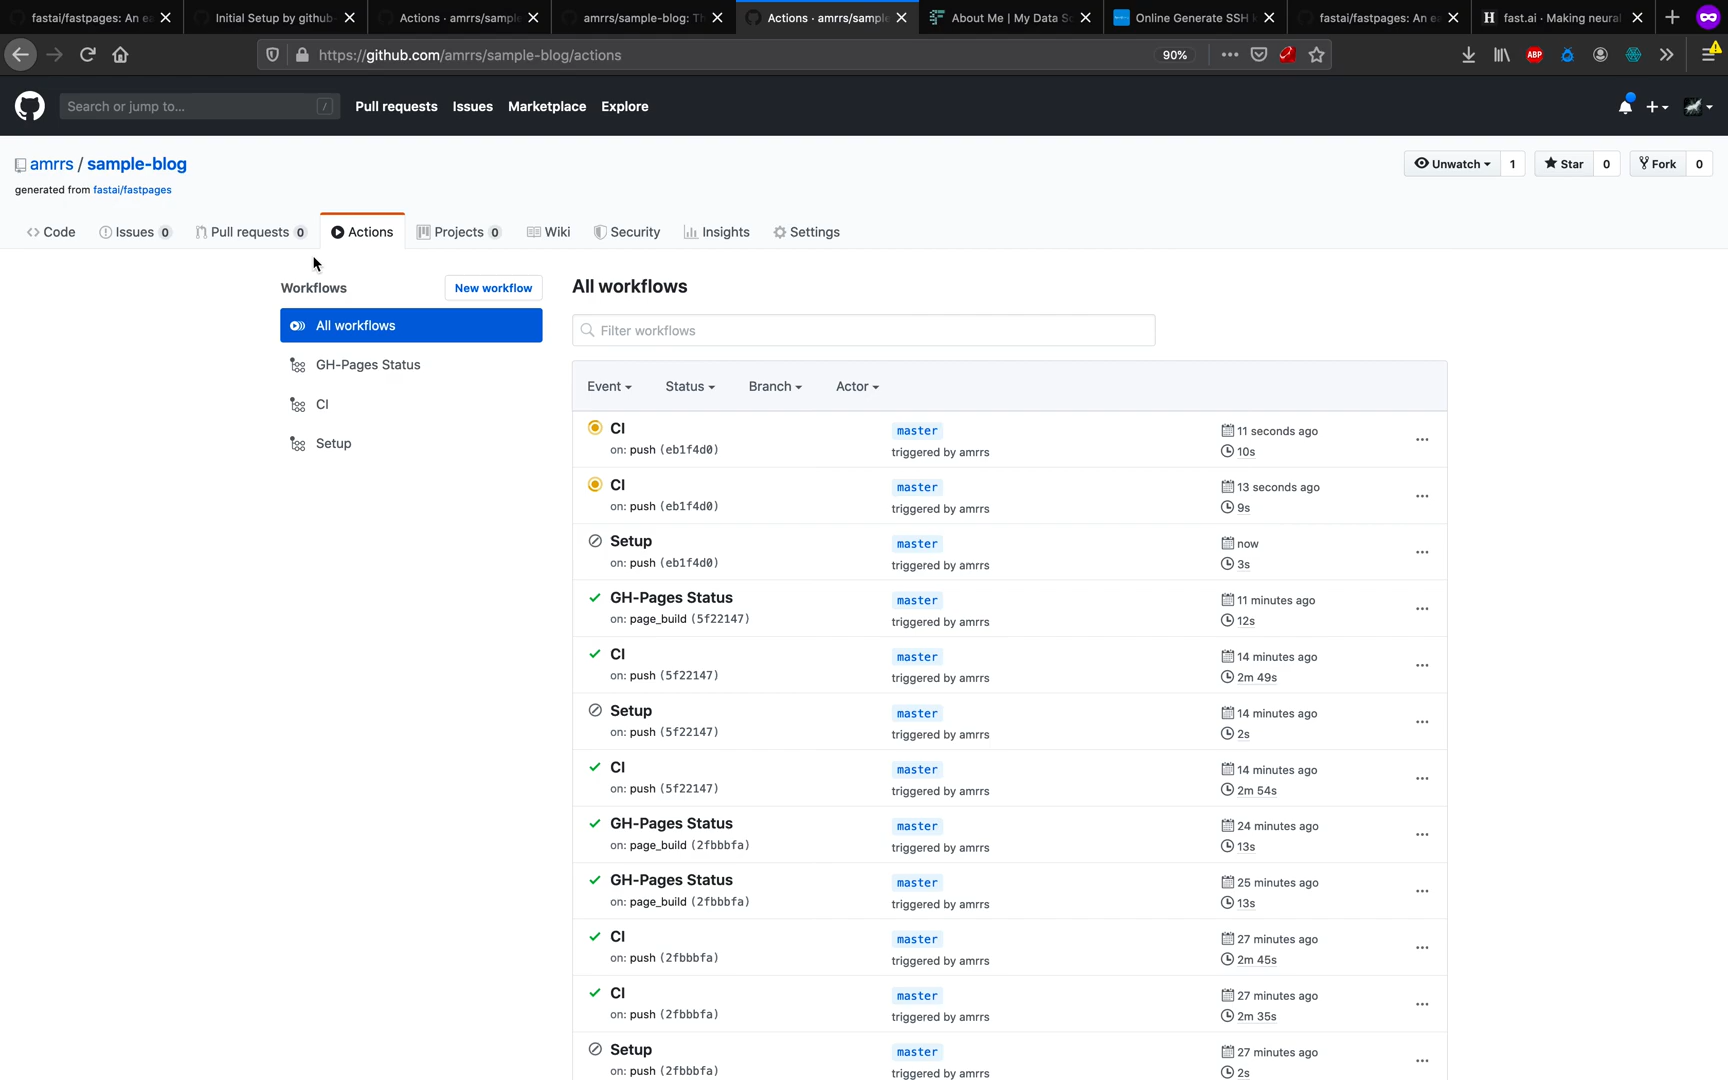 fastai/fastpages: An ea
Initial Setup by github-
Actions · amrrs/sample
amrrs/sample-blog: Th
Actions · amrrs/sample
About Me | My Data Sc
Online Generate SSH k
fastai/fastpages: An ea
H fast.ai · Making neural
https://github.com/amrrs/sample-blog/actions
90%
ABP
Search or jump to... /
Pull requests
Issues
Marketplace
Explore
amrrs / sample-blog
generated from fastai/fastpages
Unwatch 1
Star 0
Fork 0
Code
Issues 0
Pull requests 0
Actions
Projects 0
Wiki
Security
Insights
Settings
Workflows
New workflow
All workflows
GH-Pages Status
CI
Setup
All workflows
Filter workflows
Event
Status
Branch
Actor
CI master 11 seconds ago
on: push (eb1f4d0) triggered by amrrs 10s
CI master 13 seconds ago
on: push (eb1f4d0) triggered by amrrs 9s
Setup master now
on: push (eb1f4d0) triggered by amrrs 3s
GH-Pages Status master 11 minutes ago
on: page_build (5f22147) triggered by amrrs 12s
CI master 14 minutes ago
on: push (5f22147) triggered by amrrs 2m 49s
Setup master 14 minutes ago
on: push (5f22147) triggered by amrrs 2s
CI master 14 minutes ago
on: push (5f22147) triggered by amrrs 2m 54s
GH-Pages Status master 24 minutes ago
on: page_build (2fbbbfa) triggered by amrrs 13s
GH-Pages Status master 25 minutes ago
on: page_build (2fbbbfa) triggered by amrrs 13s
CI master 27 minutes ago
on: push (2fbbbfa) triggered by amrrs 2m 45s
CI master 27 minutes ago
on: push (2fbbbfa) triggered by amrrs 2m 35s
Setup master 27 minutes ago
on: push (2fbbbfa) triggered by amrrs 2s